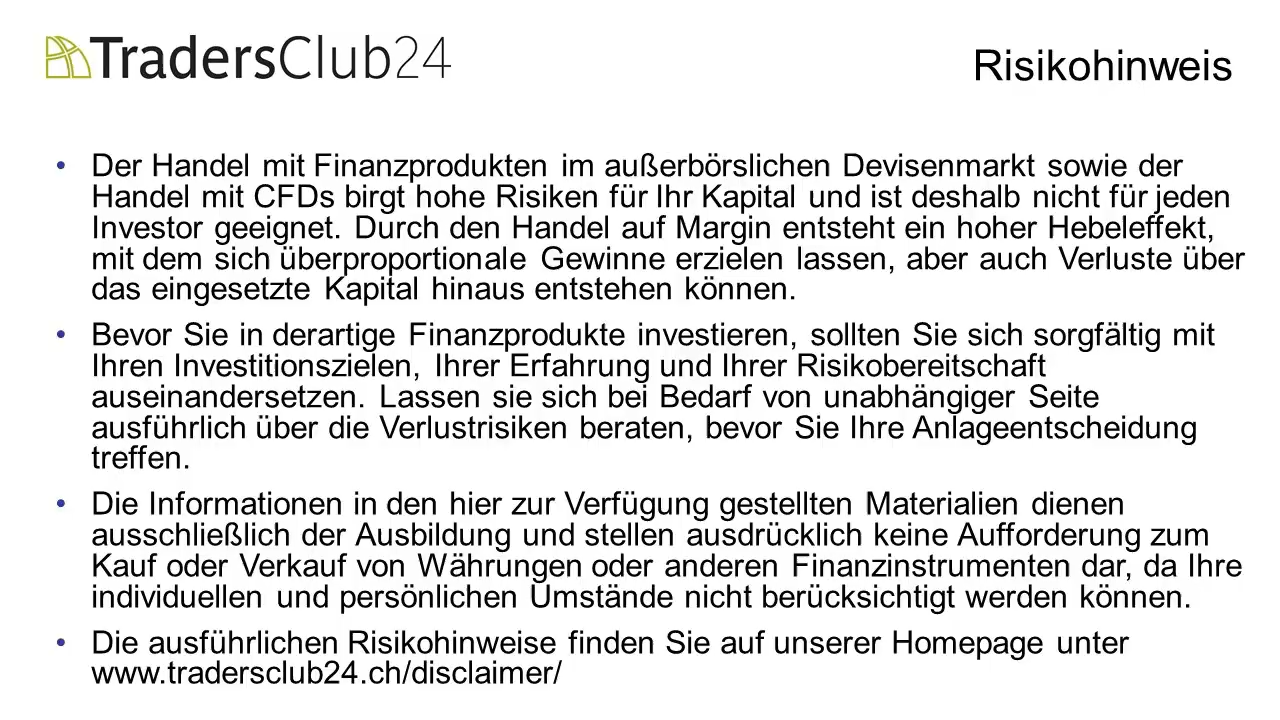 TradersClub24
Risikohinweis
• Der Handel mit Finanzprodukten im außerbörslichen Devisenmarkt sowie der
Handel mit CFDs birgt hohe Risiken für Ihr Kapital und ist deshalb nicht für jeden
Investor geeignet. Durch den Handel auf Margin entsteht ein hoher Hebeleffekt,
mit dem sich überproportionale Gewinne erzielen lassen, aber auch Verluste über
das eingesetzte Kapital hinaus entstehen können.
• Bevor Sie in derartige Finanzprodukte investieren, sollten Sie sich sorgfältig mit
Ihren Investitionszielen, Ihrer Erfahrung und Ihrer Risikobereitschaft
auseinandersetzen. Lassen sie sich bei Bedarf von unabhängiger Seite
ausführlich über die Verlustrisiken beraten, bevor Sie Ihre Anlageentscheidung
treffen.
• Die Informationen in den hier zur Verfügung gestellten Materialien dienen
ausschließlich der Ausbildung und stellen ausdrücklich keine Aufforderung zum
Kauf oder Verkauf von Währungen oder anderen Finanzinstrumenten dar, da Ihre
individuellen und persönlichen Umstände nicht berücksichtigt werden können.
• Die ausführlichen Risikohinweise finden Sie auf unserer Homepage unter
www.tradersclub24.ch/disclaimer/